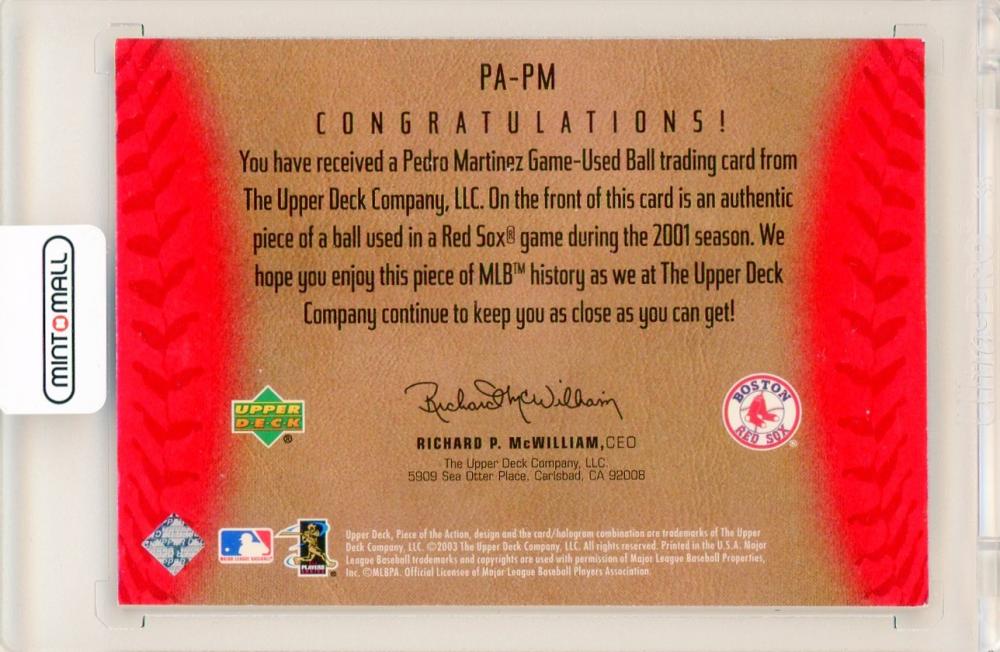 PA-PM
CONGRATULATIONS!
You have received a Pedro Martinez Game-Used Ball trading card from
The Upper Deck Company, LLC. On the front of this card is an authentic
piece of a ball used in a Red Sox® game during the 2001 season. We
hope you enjoy this piece of MLB™ history as we at The Upper Deck
Company continue to keep you as close as you can get!
MINTOMALL
UPPER
DECK
®
Richard McWilliam
BOSTON
RED SOX
®
RICHARD P. McWILLIAM, CEO
The Upper Deck Company, LLC.
5909 Sea Otter Place, Carlsbad, CA 92008
MAJOR LEAGUE BASEBALL
PLAYERS
CHOICE
Upper Deck, Piece of the Action, design and the card/hologram combination are trademarks of The Upper
Deck Company, LLC. ©2003 The Upper Deck Company, LLC. All rights reserved. Printed in the U.S.A. Major
League Baseball trademarks and copyrights are used with permission of Major League Baseball Properties,
Inc. ©MLBPA. Official Licensee of Major League Baseball Players Association.